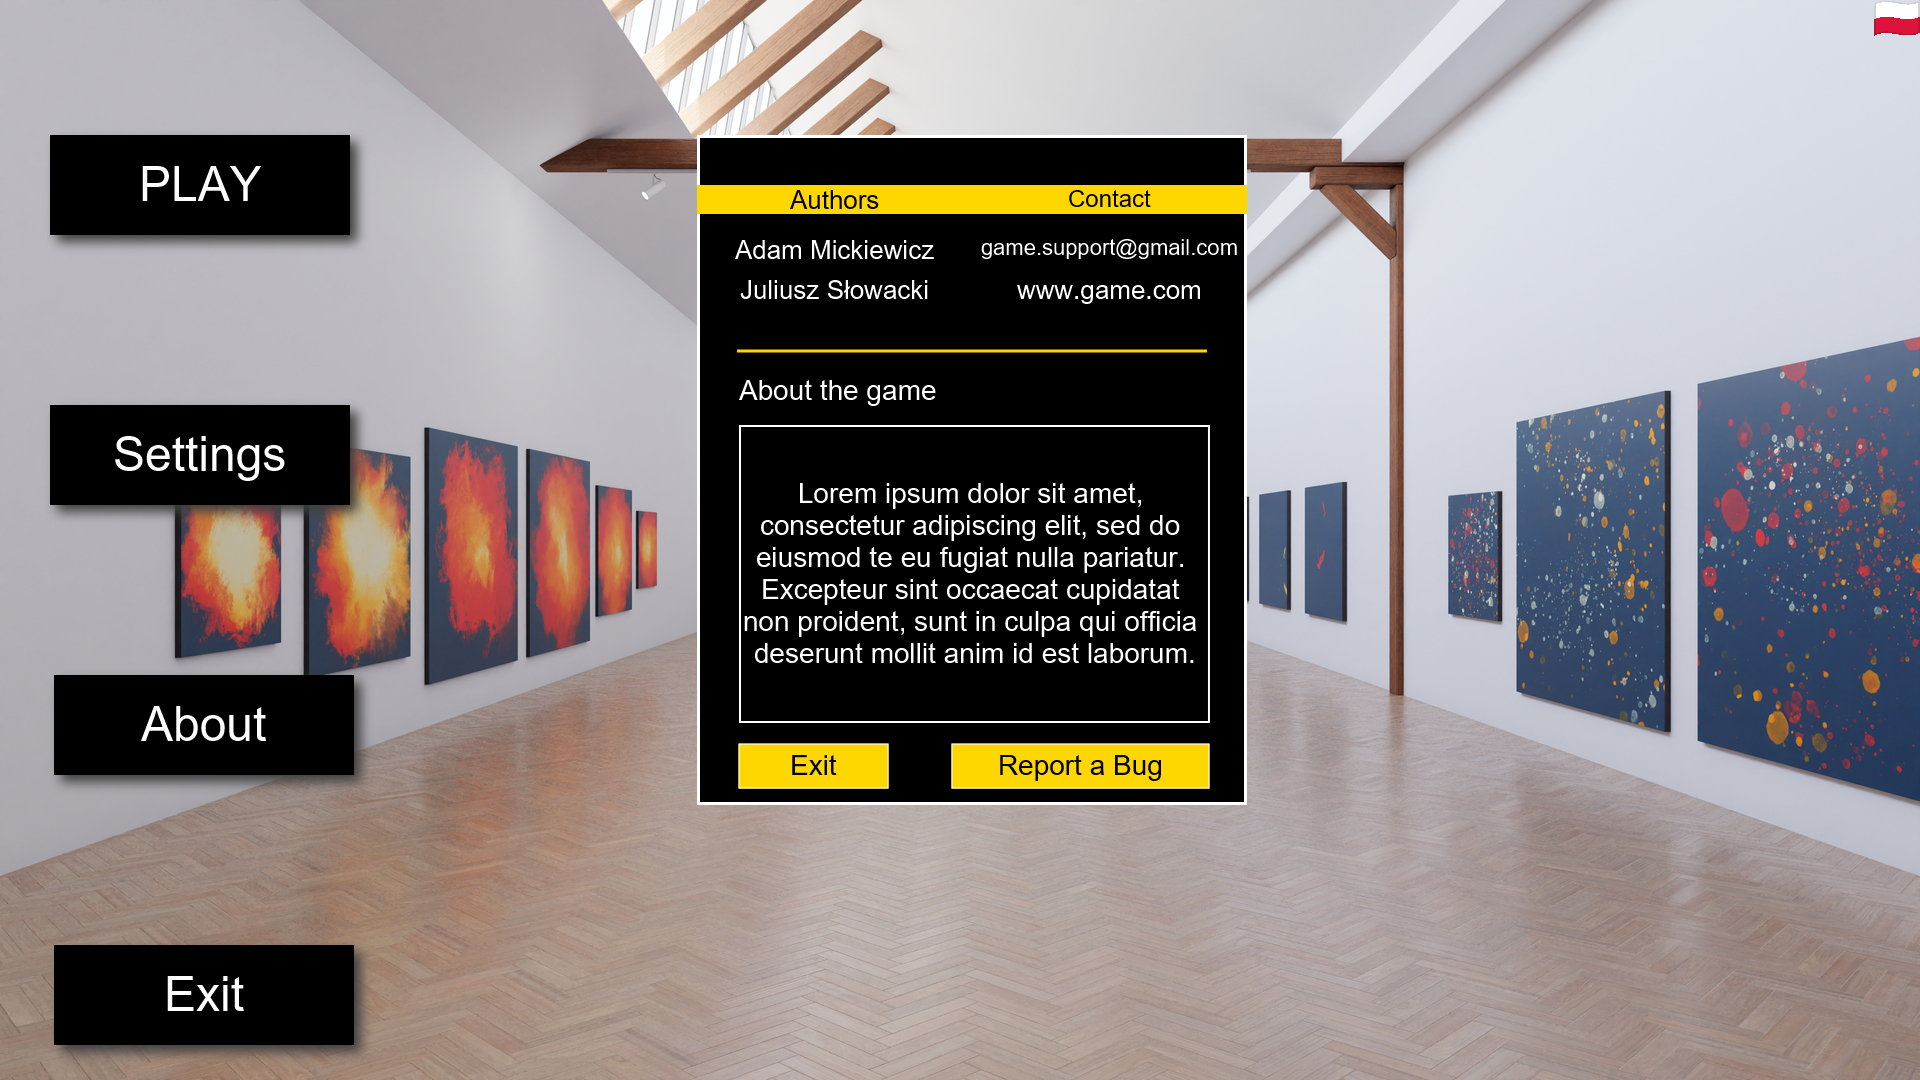 PLAY
Settings
About
Exit
Authors
Contact
Adam Mickiewicz
game.support@gmail.com
Juliusz Słowacki
www.game.com
About the game
Lorem ipsum dolor sit amet,
consectetur adipiscing elit, sed do
eiusmod te eu fugiat nulla pariatur.
Excepteur sint occaecat cupidatat
non proident, sunt in culpa qui officia
deserunt mollit anim id est laborum.
Exit
Report a Bug